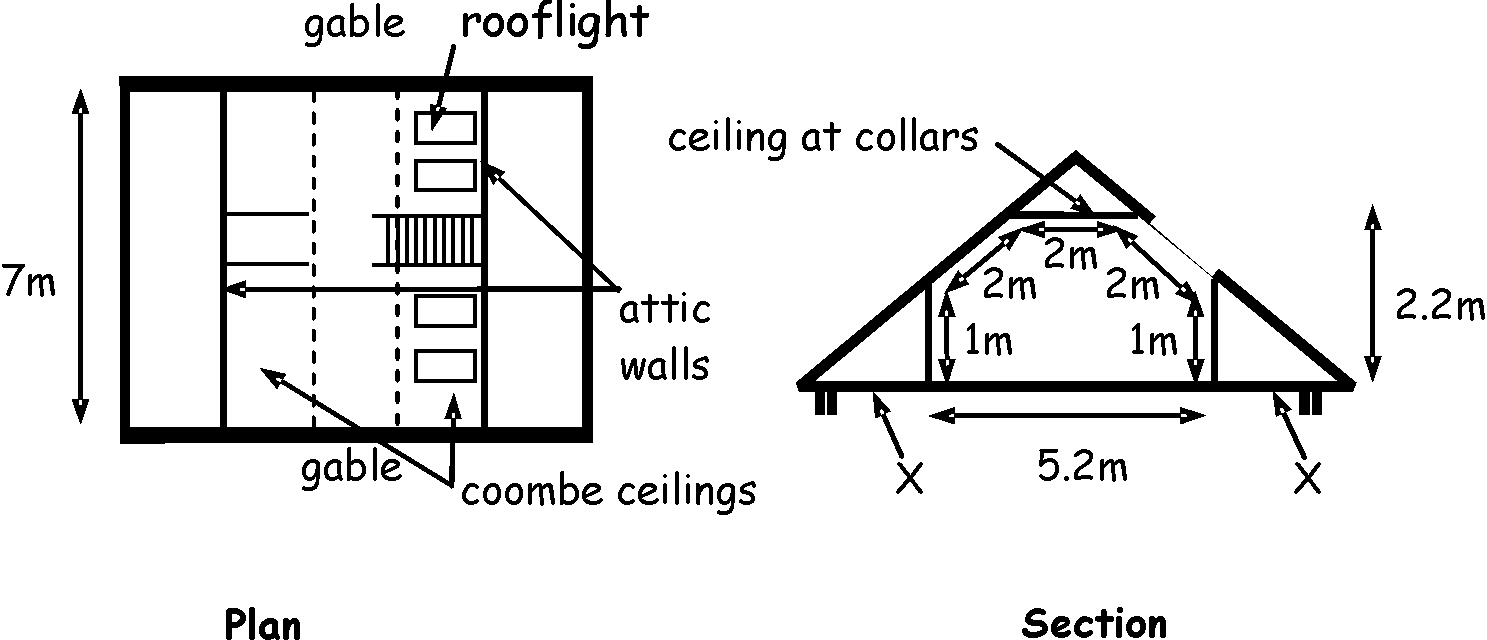 gable
rooflight
7m
attic
walls
gable
coombe ceilings
Plan
ceiling at collars
2m
2m
2m
1m
1m
2.2m
5.2m
X
X
Section